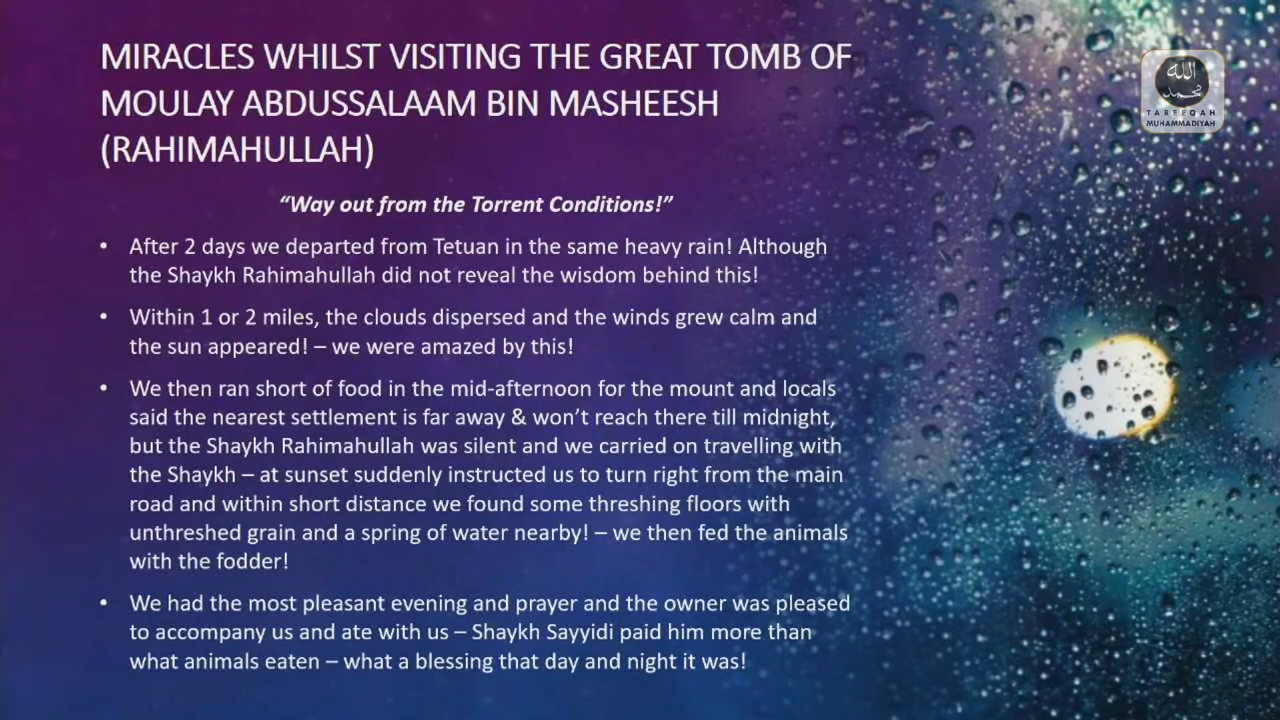 MIRACLES WHILST VISITING THE GREAT TOMB OF
MOULAY ABDUSSALAAM BIN MASHEESH
(RAHIMAHULLAH)
الله
محمد
TAREEQAH
MUHAMMADIYAH
“Way out from the Torrent Conditions!”
• After 2 days we departed from Tetuan in the same heavy rain! Although
the Shaykh Rahimahullah did not reveal the wisdom behind this!
• Within 1 or 2 miles, the clouds dispersed and the winds grew calm and
the sun appeared! – we were amazed by this!
• We then ran short of food in the mid-afternoon for the mount and locals
said the nearest settlement is far away & won’t reach there till midnight,
but the Shaykh Rahimahullah was silent and we carried on travelling with
the Shaykh – at sunset suddenly instructed us to turn right from the main
road and within short distance we found some threshing floors with
unthreshed grain and a spring of water nearby! – we then fed the animals
with the fodder!
• We had the most pleasant evening and prayer and the owner was pleased
to accompany us and ate with us – Shaykh Sayyidi paid him more than
what animals eaten – what a blessing that day and night it was!